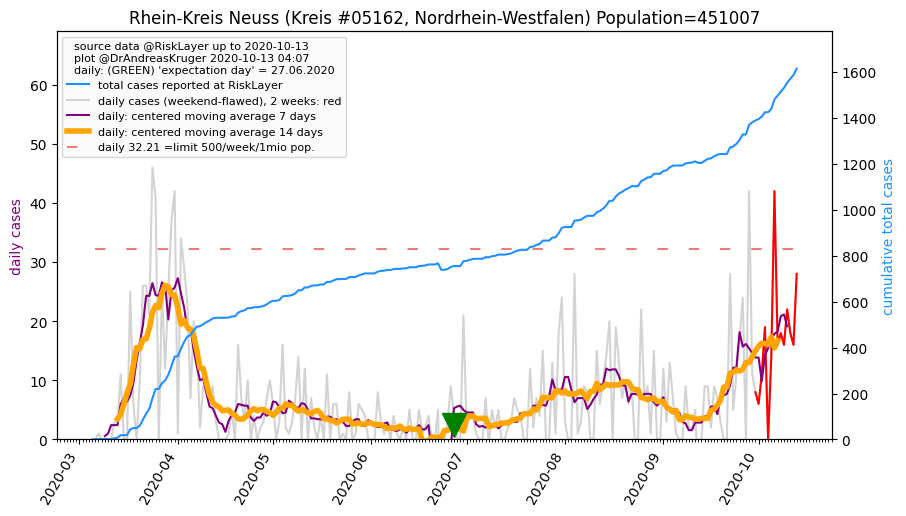 Rhein-Kreis Neuss (Kreis #05162, Nordrhein-Westfalen) Population=451007
source data @RiskLayer up to 2020-10-13
plot @DrAndreasKruger 2020-10-13 04:07
daily: (GREEN) 'expectation day' = 27.06.2020
total cases reported at RiskLayer
daily cases (weekend-flawed), 2 weeks: red
daily: centered moving average 7 days
daily: centered moving average 14 days
daily 32.21 =limit 500/week/1mio pop.
daily cases
60
50
40
30
20
10
0
cumulative total cases
1600
1400
1200
1000
800
600
400
200
0
2020-03
2020-04
2020-05
2020-06
2020-07
2020-08
2020-09
2020-10